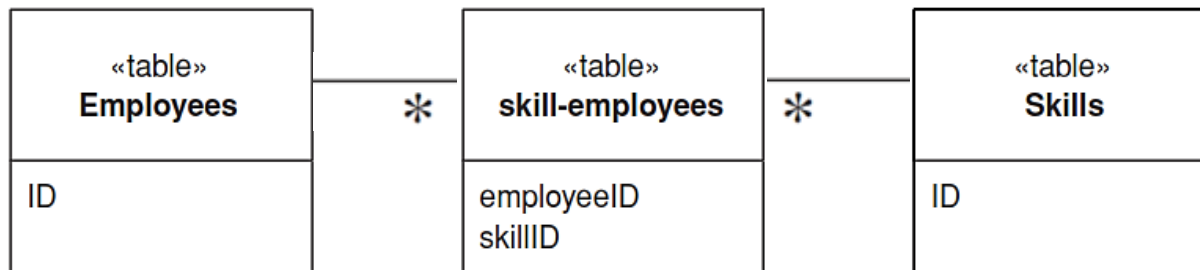 «table»
Employees
ID
*
«table»
skill-employees
employeeID
skillID
*
«table»
Skills
ID